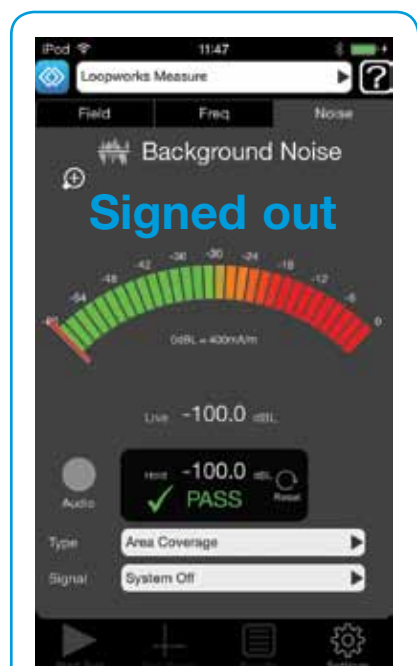 iPod 11:47
Loopworks Measure ?
Field Freq Noise
Background Noise
Signed out
-60 -54 -48 -42 -36 -30 -24 -18 -12 -6 0
0dBL = 400mA/m
Live -100.0 dBL
Hold -100.0 dBL
PASS Reset
Audio
Type Area Coverage
Signal System Off
Settings